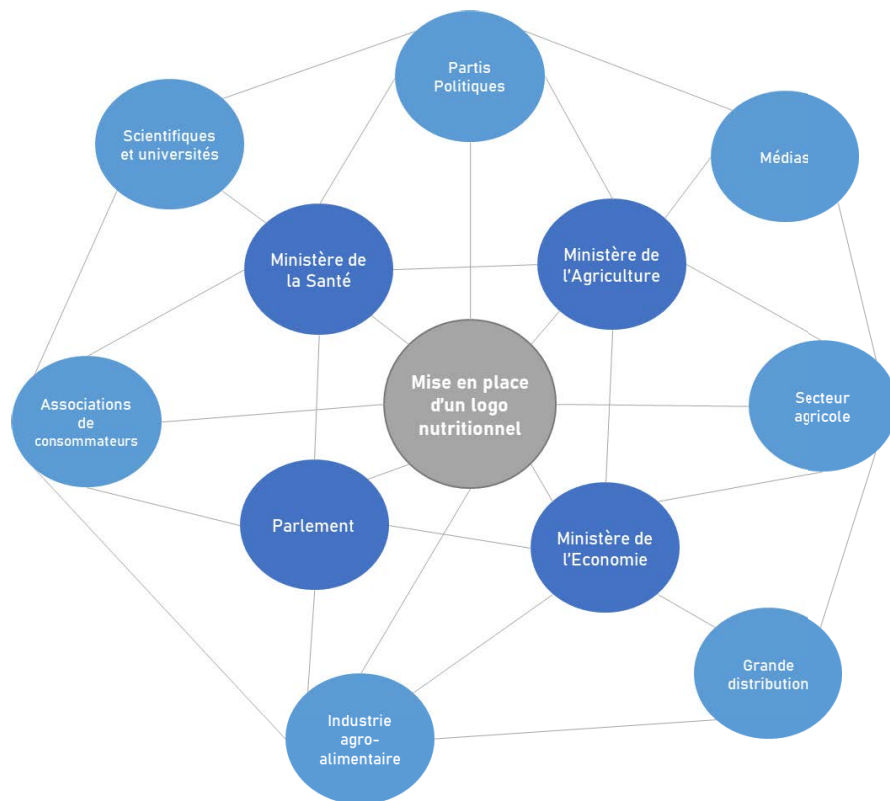 Partis
Politiques
Scientifiques
et universités
Médias
Ministère de
la Santé
Ministère de
l'Agriculture
Mise en place
d'un logo
nutritionnel
Associations
de
consommateurs
Secteur
agricole
Parlement
Ministère de
l'Economie
Grande
distribution
Industrie
agro-
alimentaire